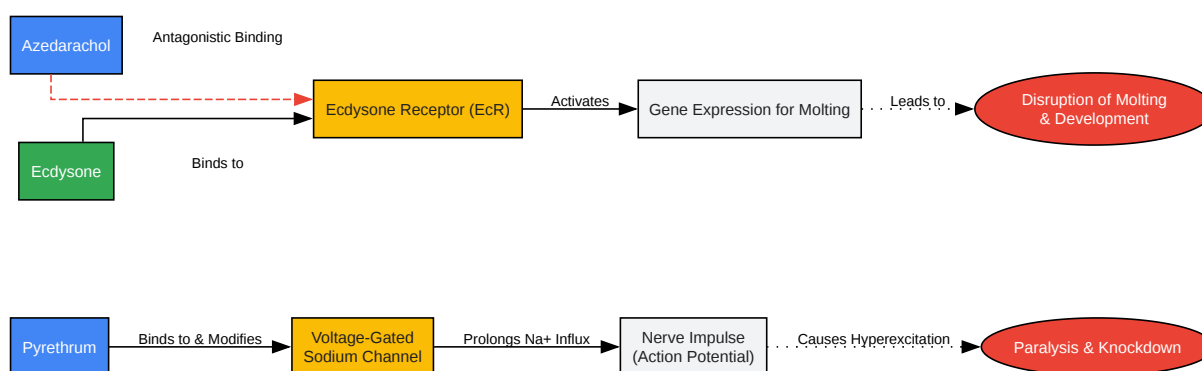 Azedarachol
Antagonistic Binding
Ecdysone Receptor (EcR)
Activates
Gene Expression for Molting
Leads to
Disruption of Molting
& Development
Ecdysone
Binds to
Pyrethrum
Binds to & Modifies
Voltage-Gated
Sodium Channel
Prolongs Na+ Influx
Nerve Impulse
(Action Potential)
Causes Hyperexcitation
Paralysis & Knockdown